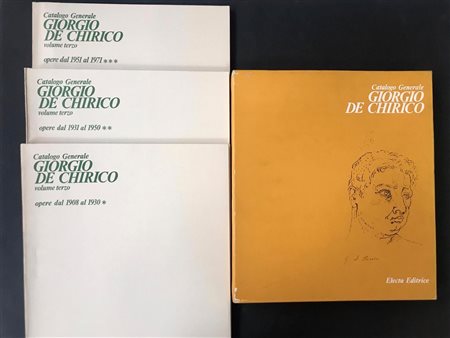 Catalogo Generale
GIORGIO
DE CHIRICO
volume terzo
opere dal 1951 al 1971 ***
Catalogo Generale
GIORGIO
DE CHIRICO
volume terzo
opere dal 1931 al 1950 **
Catalogo Generale
GIORGIO
DE CHIRICO
volume terzo
opere dal 1908 al 1930 *
Catalogo Generale
GIORGIO
DE CHIRICO
Electa Editrice